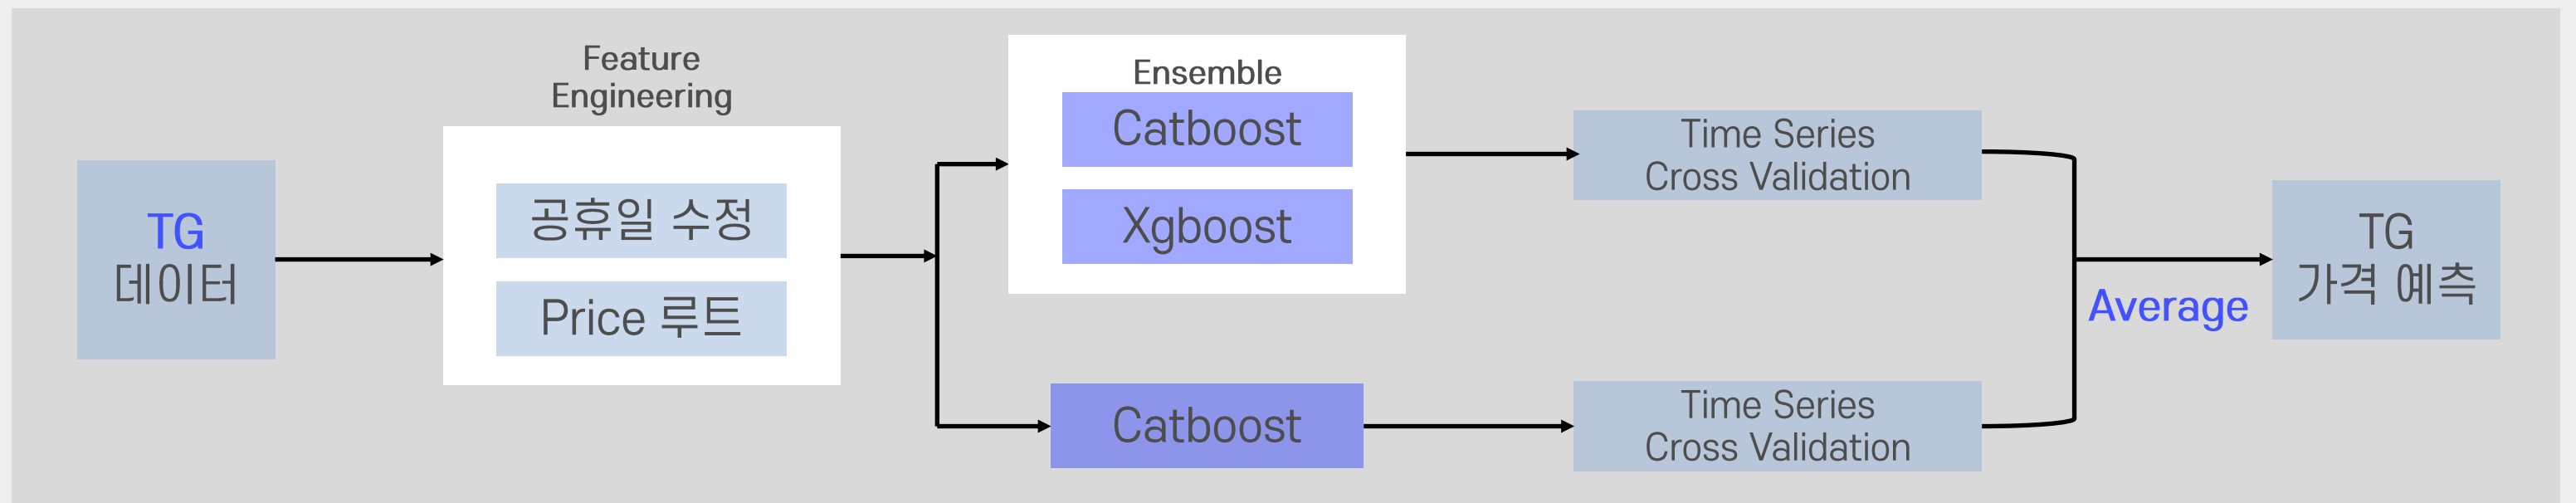 TG
데이터
Feature
Engineering
공휴일 수정
Price 루트
Ensemble
Catboost
Xgboost
Catboost
Time Series
Cross Validation
Time Series
Cross Validation
Average
TG
가격 예측